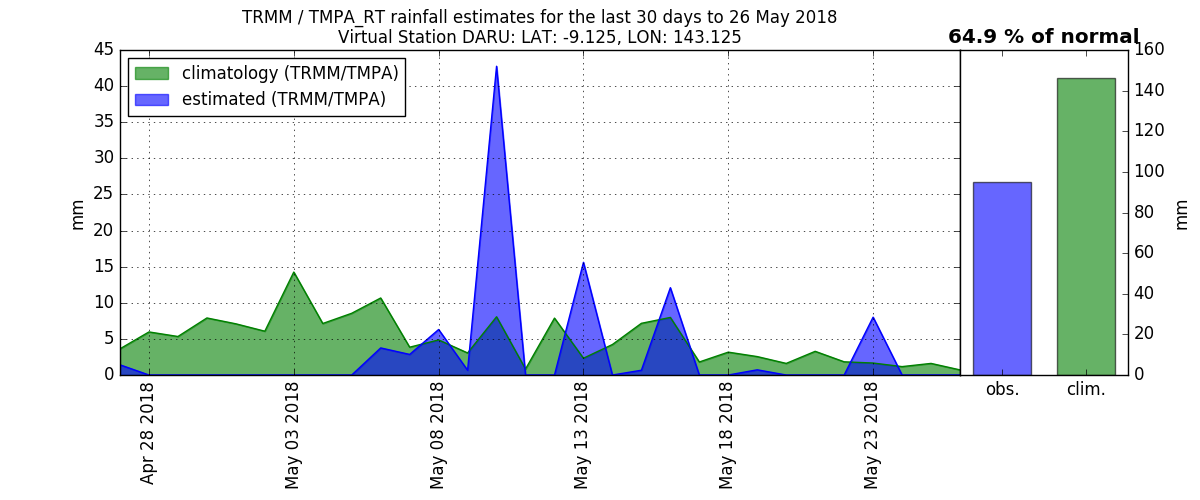 TRMM / TMPA_RT rainfall estimates for the last 30 days to 26 May 2018
Virtual Station DARU: LAT: -9.125, LON: 143.125
64.9 % of normal
climatology (TRMM/TMPA)
estimated (TRMM/TMPA)
45
40
35
30
25
20
15
10
5
0
mm
Apr 28 2018
May 03 2018
May 08 2018
May 13 2018
May 18 2018
May 23 2018
160
140
120
100
80
60
40
20
0
mm
obs.
clim.